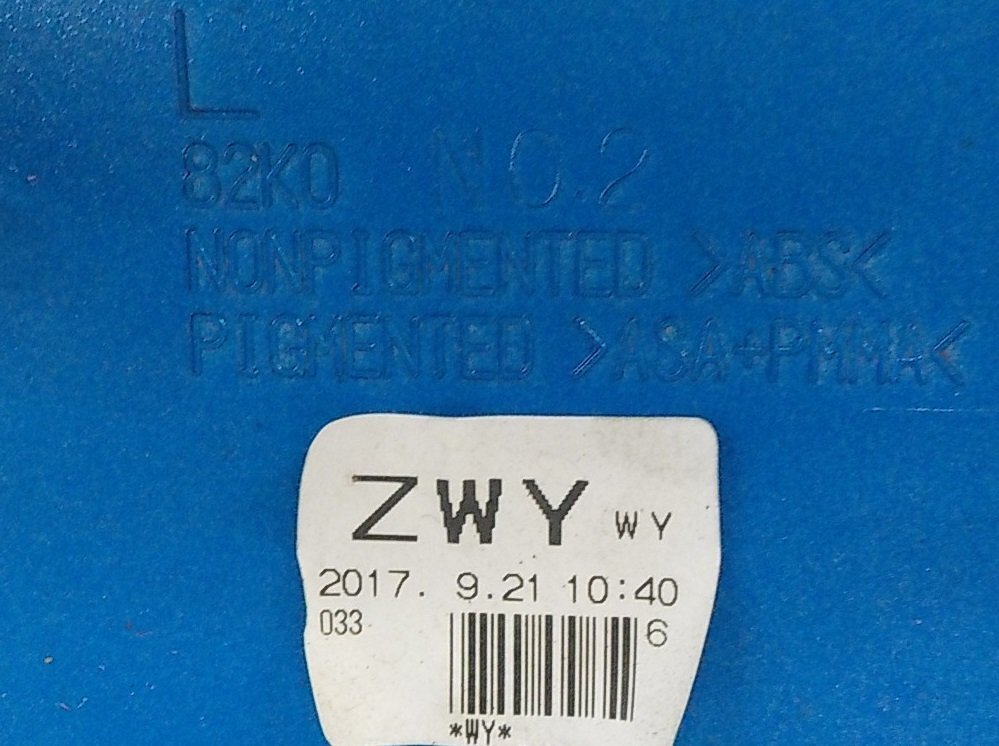 L
82K0 NO.2
NONPIGMENTED >ABS<
PIGMENTED >ASA+PMMA<
ZWY WY
2017. 9.21 10:40
033 6
*WY*